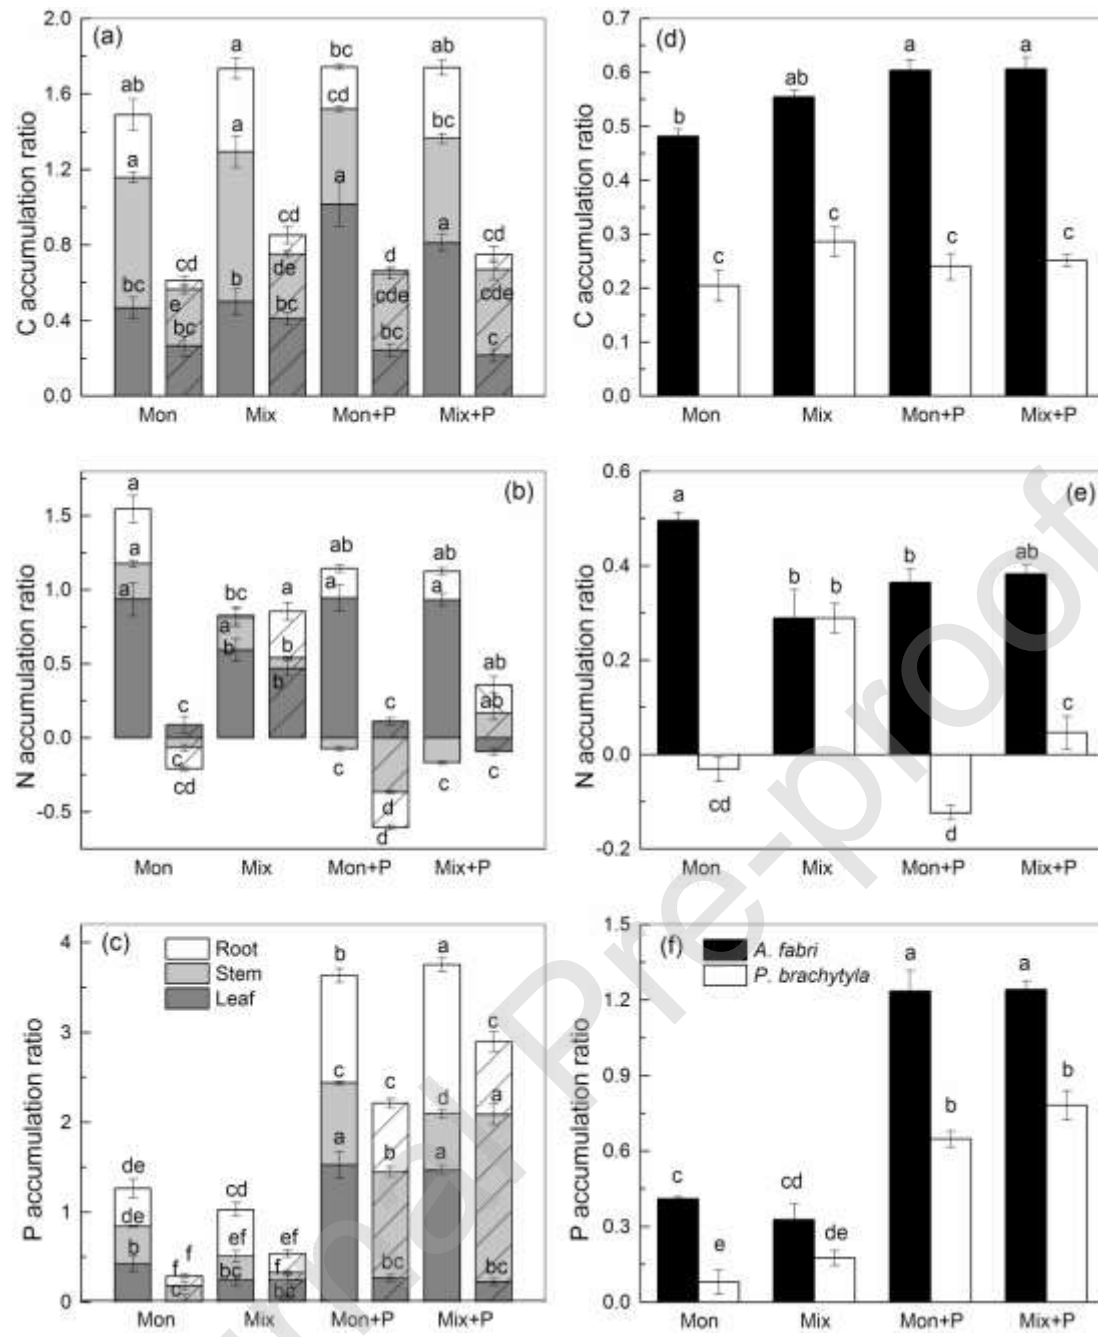 (a)
C accumulation ratio
2.0
1.6
1.2
0.8
0.4
0.0
ab
a
bc
cd
e
bc
a
a
b
cd
de
bc
bc
cd
a
d
cde
bc
ab
bc
a
cd
cde
c
Mon Mix Mon+P Mix+P
(d)
C accumulation ratio
0.7
0.6
0.5
0.4
0.3
0.2
0.1
0.0
b
c
ab
c
a
c
a
c
Mon Mix Mon+P Mix+P
(b)
N accumulation ratio
1.5
1.0
0.5
0.0
-0.5
a
a
a
c
c
cd
bc
a
b
a
b
b
ab
a
c
c
d
d
ab
a
c
ab
ab
c
Mon Mix Mon+P Mix+P
(e)
N accumulation ratio
0.6
0.4
0.2
0.0
-0.2
a
cd
b
b
b
d
ab
c
Mon Mix Mon+P Mix+P
(c)
Root
Stem
Leaf
P accumulation ratio
4
3
2
1
0
de
de
b
f
f
c
cd
ef
bc
ef
f
bc
b
c
a
c
b
bc
a
d
a
c
a
bc
Mon Mix Mon+P Mix+P
(f)
A. fabri
P. brachytyla
P accumulation ratio
1.5
1.2
0.9
0.6
0.3
0.0
c
e
cd
de
a
b
a
b
Mon Mix Mon+P Mix+P
Pre-proof